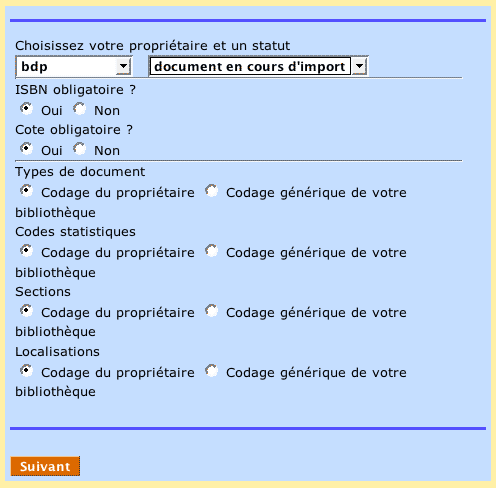 Choisissez votre propriétaire et un statut
bdp document en cours d'import
ISBN obligatoire ?
Oui Non
Cote obligatoire ?
Oui Non
Types de document
Codage du propriétaire Codage générique de votre
bibliothèque
Codes statistiques
Codage du propriétaire Codage générique de votre
bibliothèque
Sections
Codage du propriétaire Codage générique de votre
bibliothèque
Localisations
Codage du propriétaire Codage générique de votre
bibliothèque
Suivant